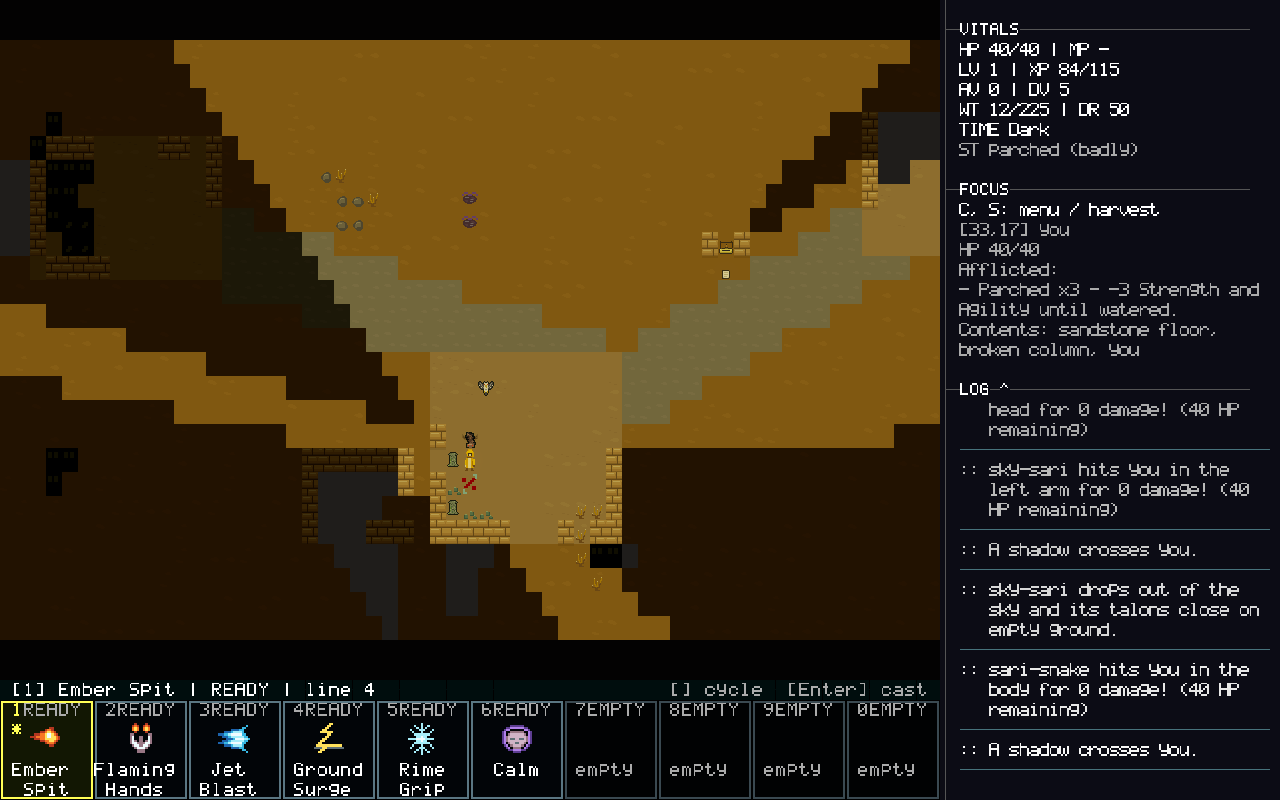 VITALS
HP 40/40 | MP -
LV 1 | XP 84/115
AV 0 | DV 5
WT 12/225 | DR 50
TIME Dark
ST Parched (badly)
FOCUS
C, S: menu / harvest
[33,17] You
HP 40/40
Afflicted:
- Parched x3 - -3 Strength and
Agility until watered.
Contents: sandstone floor,
broken column, You
LOG ^
head for 0 damage! (40 HP
remaining)
:: sky-sari hits you in the
left arm for 0 damage! (40
HP remaining)
:: A shadow crosses you.
:: sky-sari drops out of the
sky and its talons close on
empty ground.
:: sari-snake hits you in the
body for 0 damage! (40 HP
remaining)
:: A shadow crosses you.
[1] Ember Spit | READY | line 4
[] cycle [Enter] cast
1READY 2READY 3READY 4READY 5READY 6READY 7EMPTY 8EMPTY 9EMPTY 0EMPTY
*
Ember Flaming Jet Ground Rime Calm empty empty empty empty
Spit Hands Blast Surge Grip